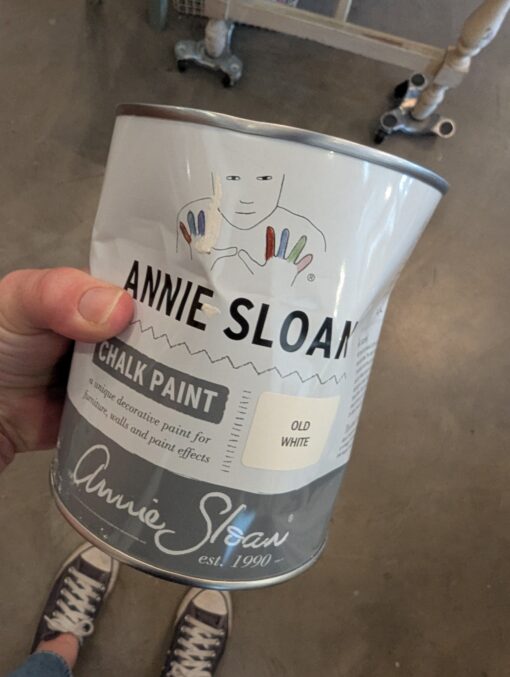 ®
ANNIE SLOAN
CHALK PAINT
a unique decorative paint for
furniture, walls and paint effects
OLD
WHITE
Annie Sloan®
est. 1990